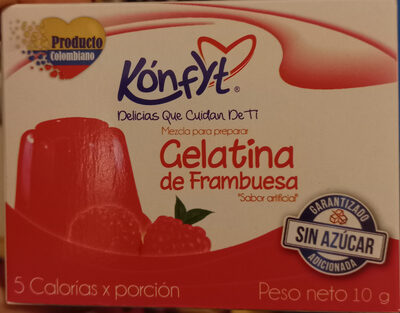 Producto
Colombiano
Kónfyt®
Delicias Que Cuidan De Ti
Mezcla para preparar
Gelatina
de Frambuesa
"Sabor artificial"
GARANTIZADO
SIN AZÚCAR
ADICIONADA
5 Calorías x porción
Peso neto 10 g